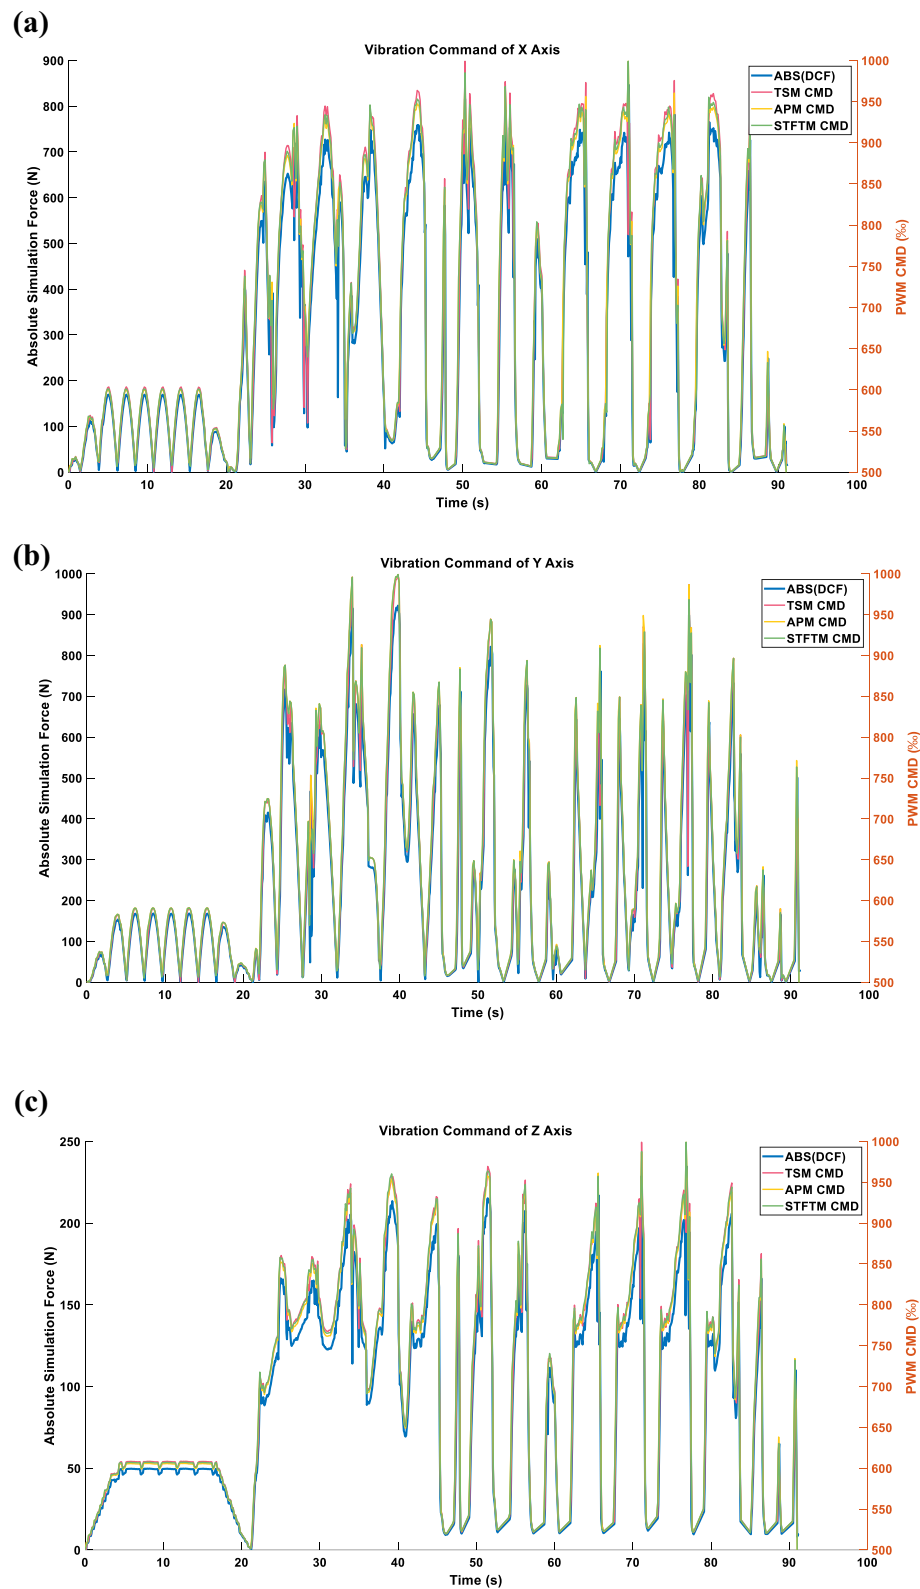 (a)
Vibration Command of X Axis
900
800
700
600
500
400
300
200
100
0
Absolute Simulation Force (N)
0 10 20 30 40 50 60 70 80 90 100
Time (s)
1000
950
900
850
800
750
700
650
600
550
500
PWM CMD (‰)
ABS(DCF)
TSM CMD
APM CMD
STFTM CMD
(b)
Vibration Command of Y Axis
1000
900
800
700
600
500
400
300
200
100
0
Absolute Simulation Force (N)
0 10 20 30 40 50 60 70 80 90 100
Time (s)
1000
950
900
850
800
750
700
650
600
550
500
PWM CMD (‰)
ABS(DCF)
TSM CMD
APM CMD
STFTM CMD
(c)
Vibration Command of Z Axis
250
200
150
100
50
0
Absolute Simulation Force (N)
0 10 20 30 40 50 60 70 80 90 100
Time (s)
1000
950
900
850
800
750
700
650
600
550
500
PWM CMD (‰)
ABS(DCF)
TSM CMD
APM CMD
STFTM CMD